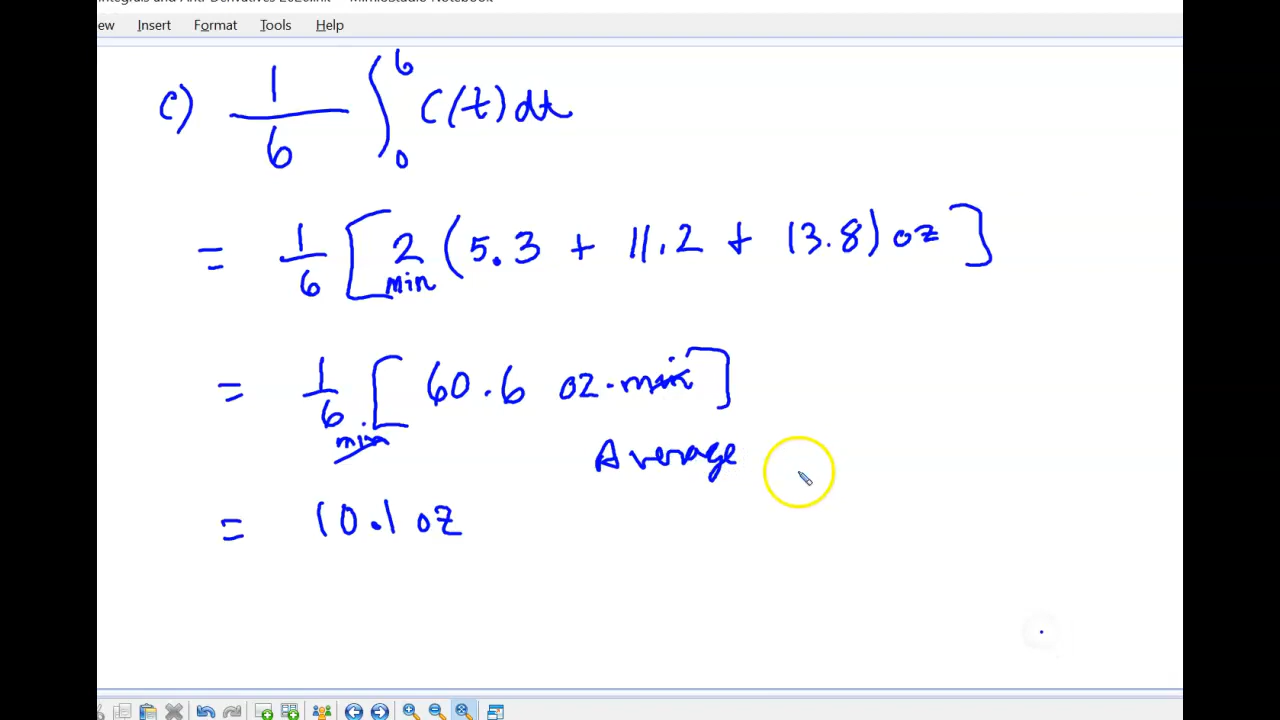 ew Insert Format Tools Help
c) 1/6 ∫₀⁶ C(t) dt
= 1/6 [ 2 min (5.3 + 11.2 + 13.8) oz ]
= 1/6 min [ 60.6 oz · min ]
Average
= 10.1 oz